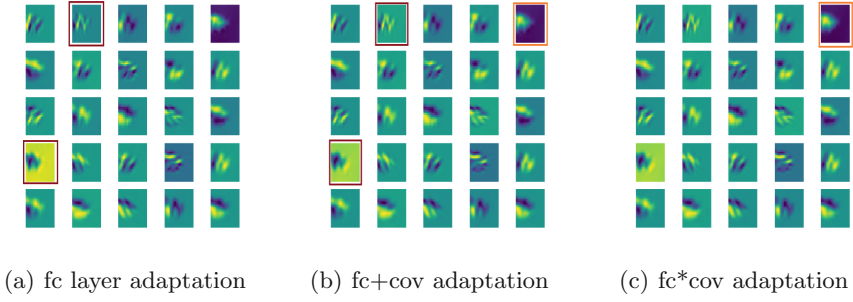 (a) fc layer adaptation
(b) fc+cov adaptation
(c) fc*cov adaptation